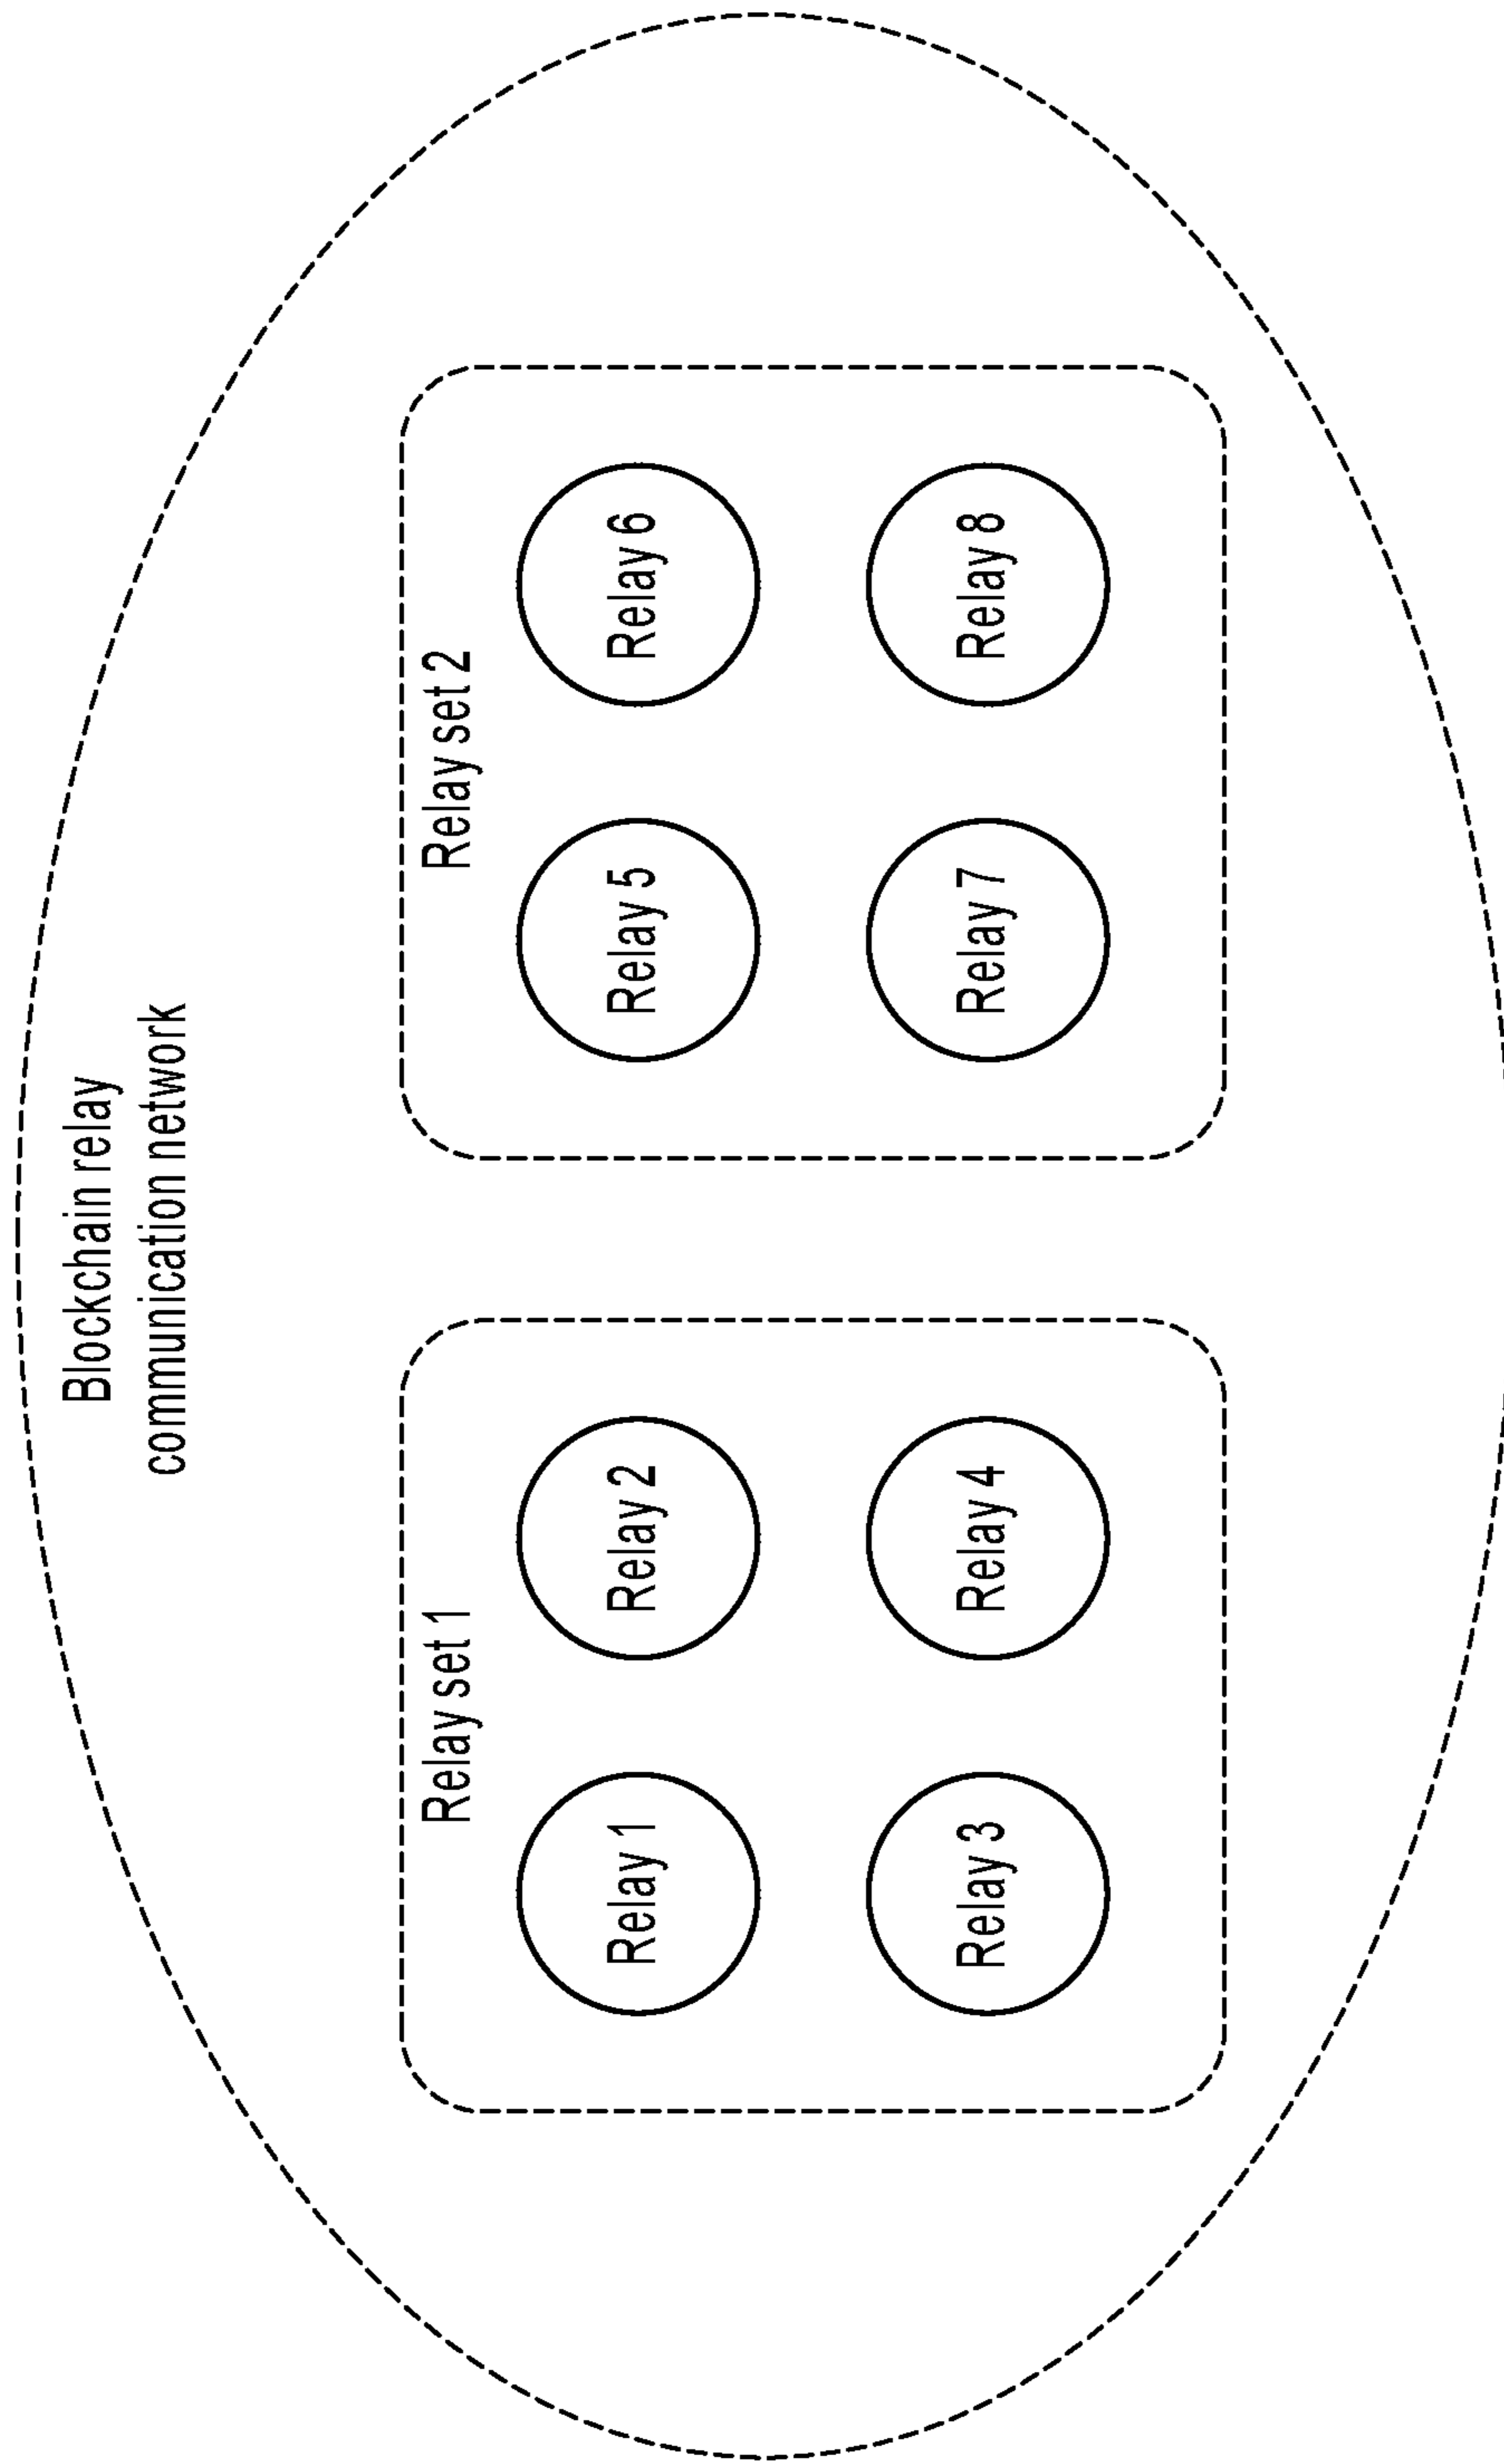 Blockchain relay
communication network
Relay set 1
Relay 1
Relay 2
Relay 3
Relay 4
Relay set 2
Relay 5
Relay 6
Relay 7
Relay 8